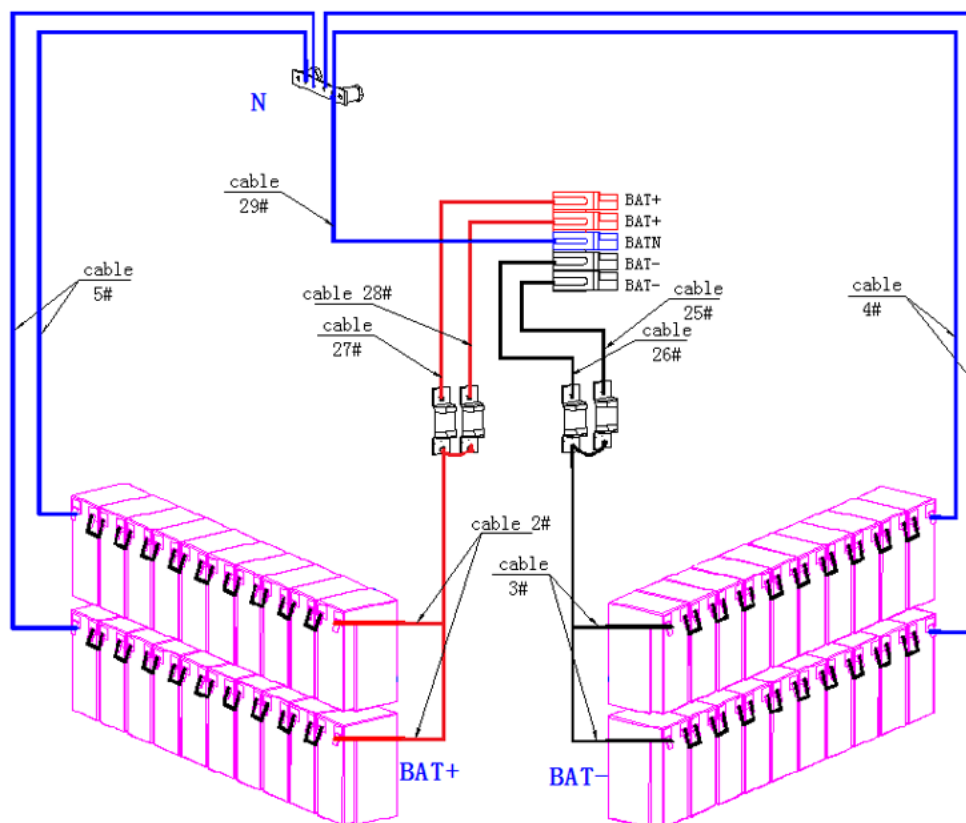 N
cable
29#
BAT+
BAT+
BATN
BAT-
BAT-
cable
5#
cable 28#
cable
27#
cable
25#
cable
26#
cable
4#
cable 2#
cable
3#
BAT+
BAT-